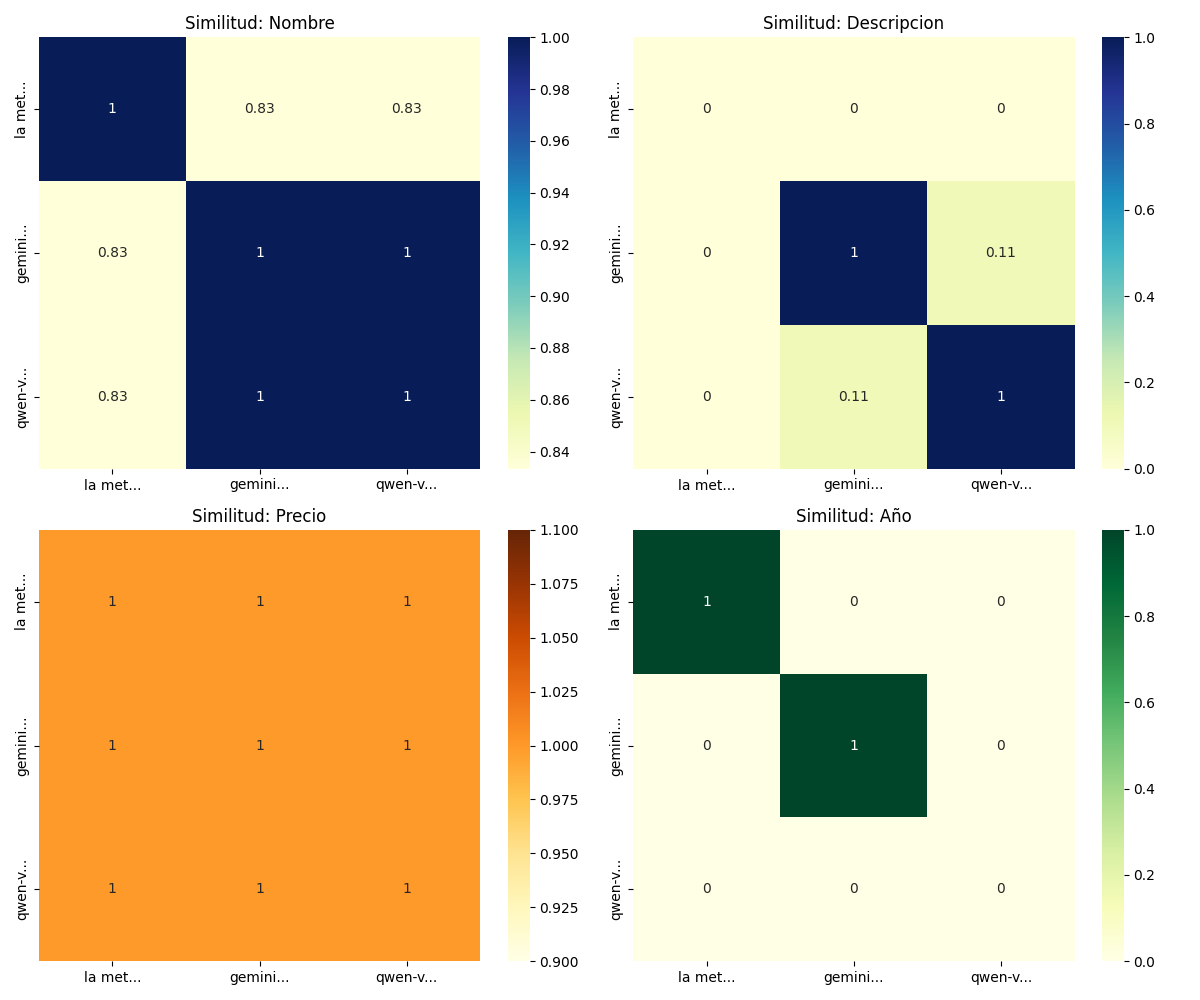 Similitud: Nombre
la met...
gemini...
qwen-v...
1 0.83 0.83
0.83 1 1
0.83 1 1
la met... gemini... qwen-v...
1.00
0.98
0.96
0.94
0.92
0.90
0.88
0.86
0.84
Similitud: Descripcion
la met...
gemini...
qwen-v...
0 0 0
0 1 0.11
0 0.11 1
la met... gemini... qwen-v...
1.0
0.8
0.6
0.4
0.2
0.0
Similitud: Precio
la met...
gemini...
qwen-v...
1 1 1
1 1 1
1 1 1
la met... gemini... qwen-v...
1.100
1.075
1.050
1.025
1.000
0.975
0.950
0.925
0.900
Similitud: Año
la met...
gemini...
qwen-v...
1 0 0
0 1 0
0 0 0
la met... gemini... qwen-v...
1.0
0.8
0.6
0.4
0.2
0.0